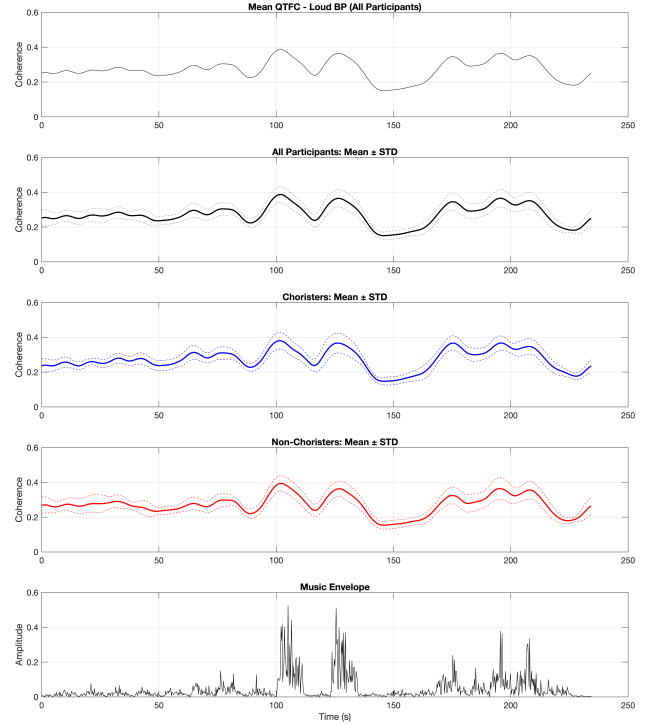 Mean QTFC - Loud BP (All Participants)
0.6
0.4
0.2
0
Coherence
0 50 100 150 200 250
All Participants: Mean ± STD
0.6
0.4
0.2
0
Coherence
0 50 100 150 200 250
Choristers: Mean ± STD
0.6
0.4
0.2
0
Coherence
0 50 100 150 200 250
Non-Choristers: Mean ± STD
0.6
0.4
0.2
0
Coherence
0 50 100 150 200 250
Music Envelope
0.6
0.4
0.2
0
Amplitude
0 50 100 150 200 250
Time (s)